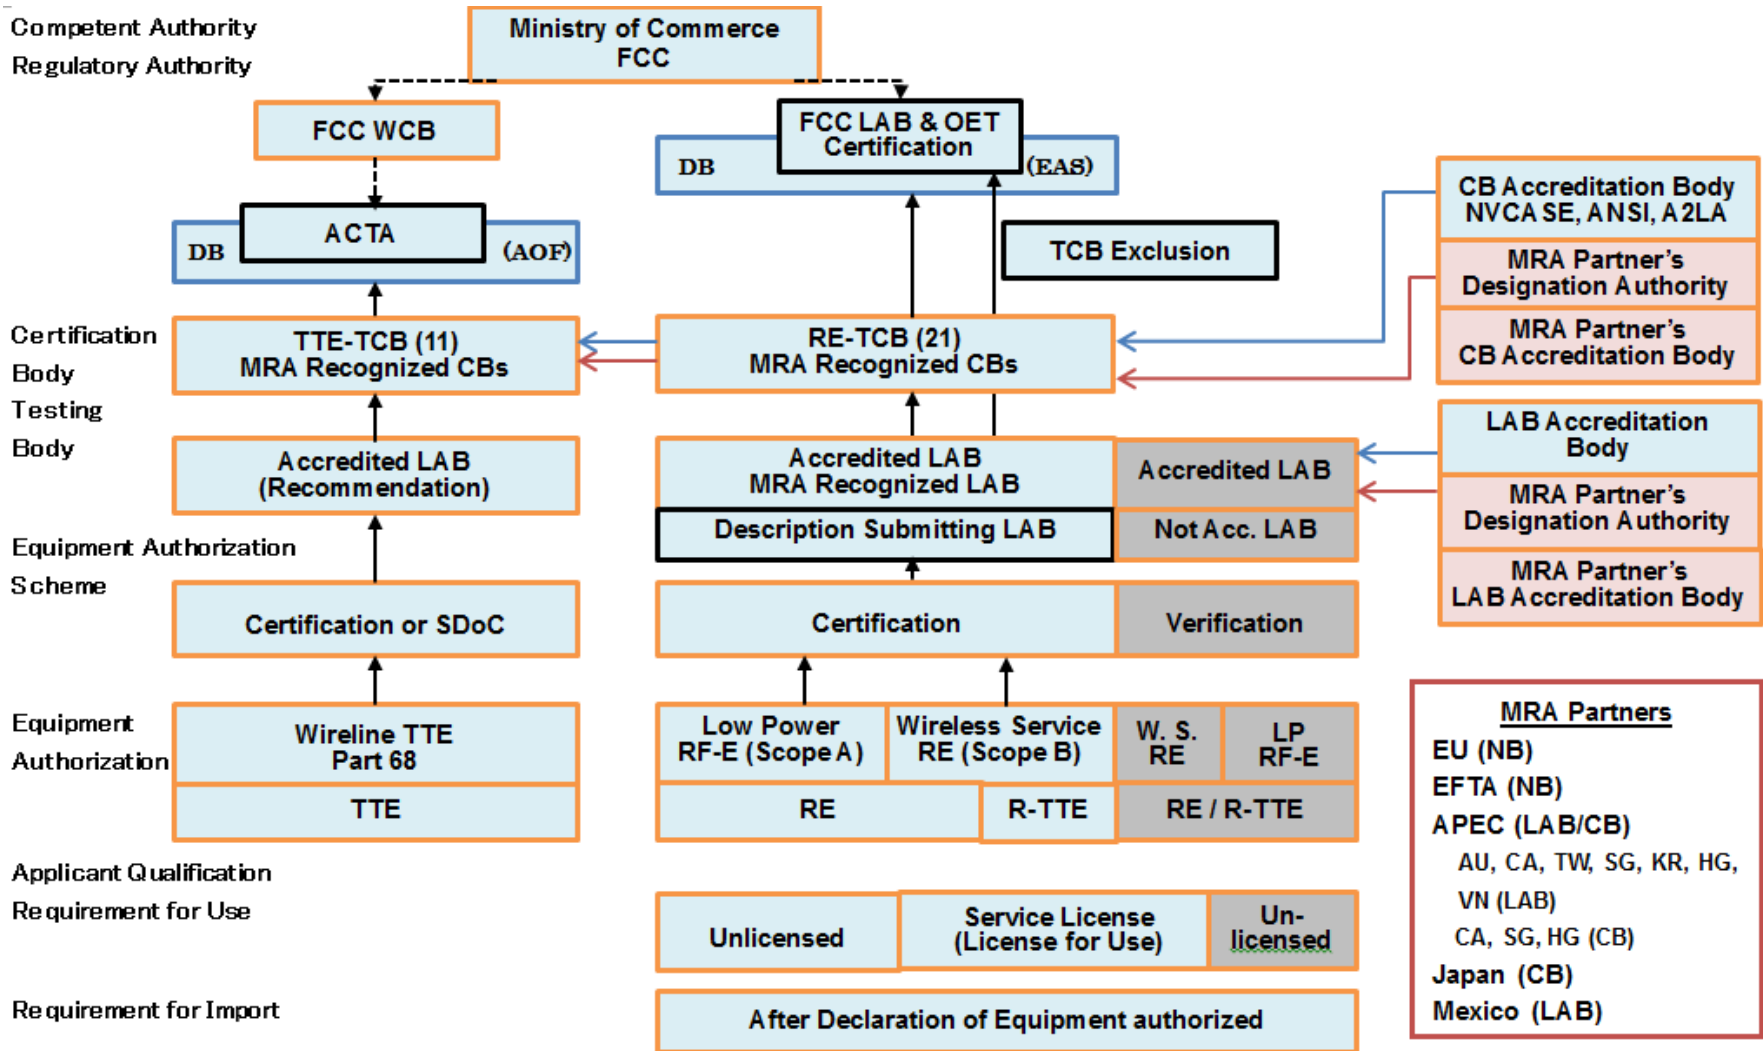 Competent Authority
Regulatory Authority
Ministry of Commerce
FCC
FCC WCB
FCC LAB & OET
Certification
DB
(EAS)
ACTA
DB
(AOF)
TCB Exclusion
CB Accreditation Body
NVCASE, ANSI, A2LA
MRA Partner's
Designation Authority
MRA Partner's
CB Accreditation Body
Certification
Body
TTE-TCB (11)
MRA Recognized CBs
RE-TCB (21)
MRA Recognized CBs
Testing
Body
Accredited LAB
(Recommendation)
Accredited LAB
MRA Recognized LAB
Accredited LAB
Description Submitting LAB
Not Acc. LAB
LAB Accreditation
Body
MRA Partner's
Designation Authority
MRA Partner's
LAB Accreditation Body
Equipment Authorization
Scheme
Certification or SDoC
Certification
Verification
Equipment
Authorization
Wireline TTE
Part 68
TTE
Low Power
RF-E (Scope A)
Wireless Service
RE (Scope B)
W. S.
RE
LP
RF-E
RE
R-TTE
RE / R-TTE
Applicant Qualification
Requirement for Use
Unlicensed
Service License
(License for Use)
Un-
licensed
Requirement for Import
After Declaration of Equipment authorized
MRA Partners
EU (NB)
EFTA (NB)
APEC (LAB/CB)
AU, CA, TW, SG, KR, HG,
VN (LAB)
CA, SG, HG (CB)
Japan (CB)
Mexico (LAB)